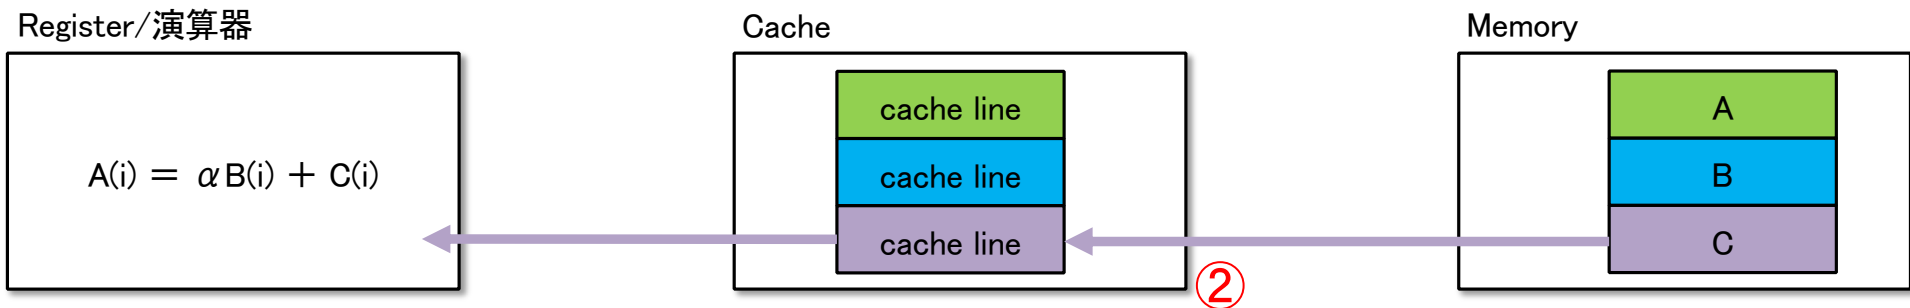 Register/演算器
Cache
Memory
A(i) = αB(i) + C(i)
cache line
cache line
cache line
A
B
C
②